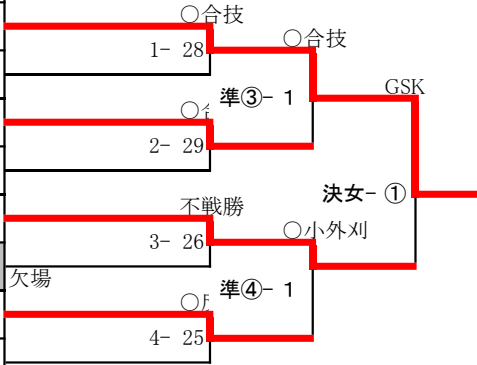 ○合技
○合技
1- 28
GSK
準③- 1
2- 29
不戦勝
決女- ①
○小外刈
3- 26
欠場
準④- 1
4- 25